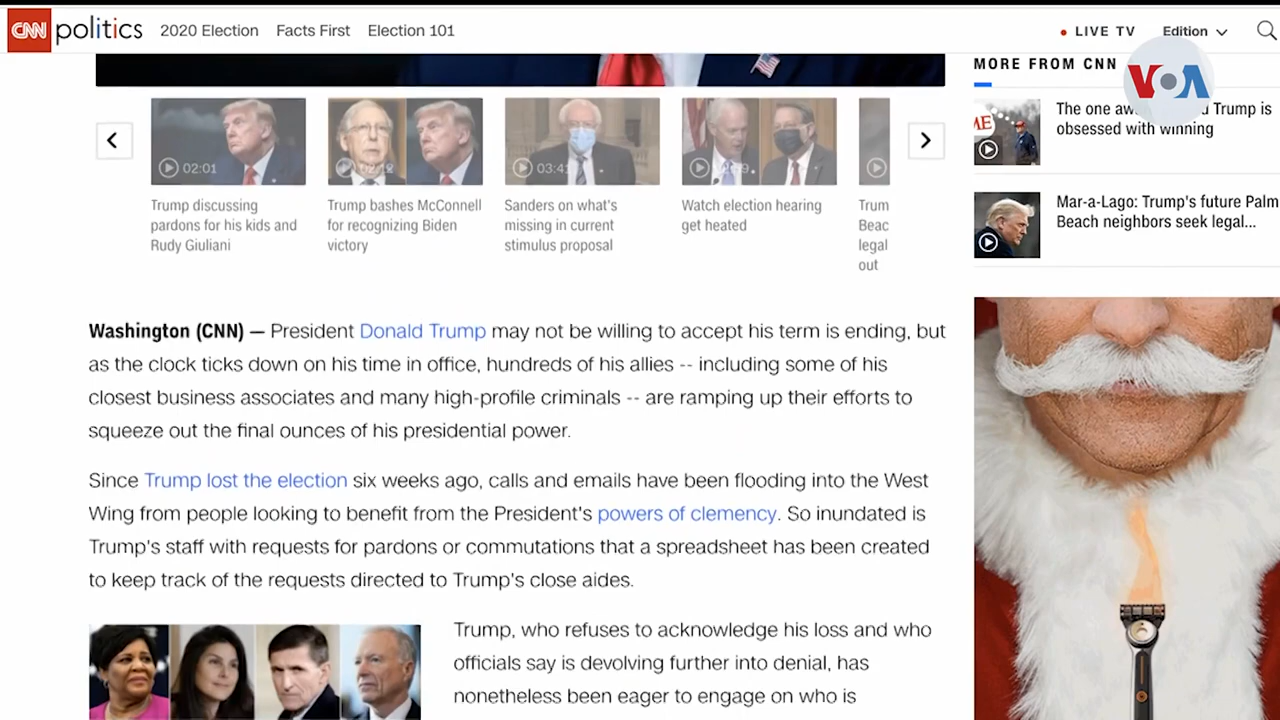 CNN politics 2020 Election Facts First Election 101 LIVE TV Edition
MORE FROM CNN
VOA
02:01
Trump discussing
pardons for his kids and
Rudy Giuliani
02:12
Trump bashes McConnell
for recognizing Biden
victory
Sanders on what's
missing in current
stimulus proposal
Watch election hearing
get heated
Trum
Beac
legal
out
The one Trump is
obsessed with winning
Mar-a-Lago: Trump's future Palm
Beach neighbors seek legal...
Washington (CNN) — President Donald Trump may not be willing to accept his term is ending, but
as the clock ticks down on his time in office, hundreds of his allies -- including some of his
closest business associates and many high-profile criminals -- are ramping up their efforts to
squeeze out the final ounces of his presidential power.
Since Trump lost the election six weeks ago, calls and emails have been flooding into the West
Wing from people looking to benefit from the President's powers of clemency. So inundated is
Trump's staff with requests for pardons or commutations that a spreadsheet has been created
to keep track of the requests directed to Trump's close aides.
Trump, who refuses to acknowledge his loss and who
officials say is devolving further into denial, has
nonetheless been eager to engage on who is